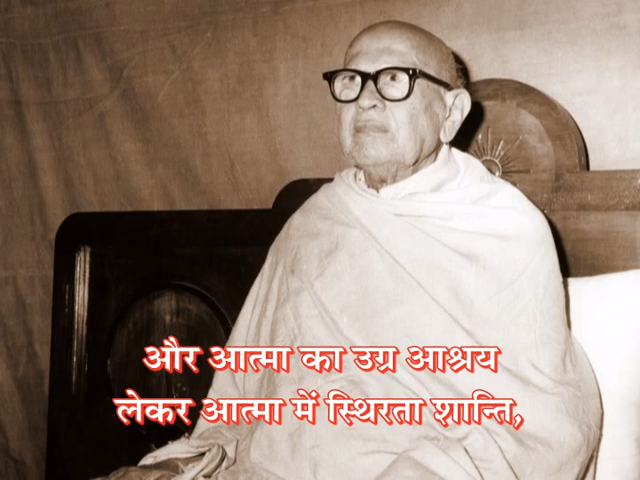 और आत्मा का उग्र आश्रय
लेकर आत्मा में स्थिरता शान्ति,